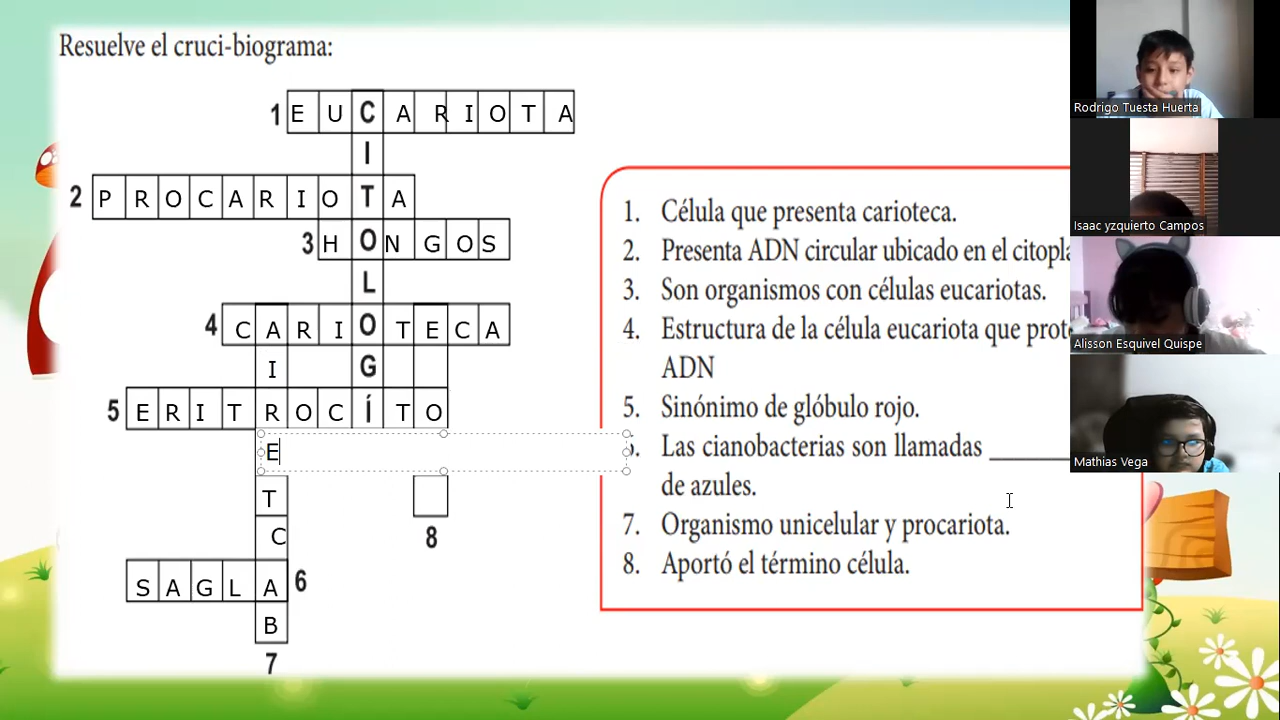 Resuelve el cruci-biograma:
1 E U C A R I O T A
I
2 P R O C A R I O T A
3 H O N G O S
L
4 C A R I O T E C A
I G
5 E R I T R O C Í T O
E
T
C
8
S A G L A 6
B
7
1. Célula que presenta carioteca.
2. Presenta ADN circular ubicado en el citopla
3. Son organismos con células eucariotas.
4. Estructura de la célula eucariota que prote
ADN
5. Sinónimo de glóbulo rojo.
6. Las cianobacterias son llamadas ______
de azules.
7. Organismo unicelular y procariota.
8. Aportó el término célula.
Rodrigo Tuesta Huerta
Isaac yzquierto Campos
Alisson Esquivel Quispe
Mathias Vega